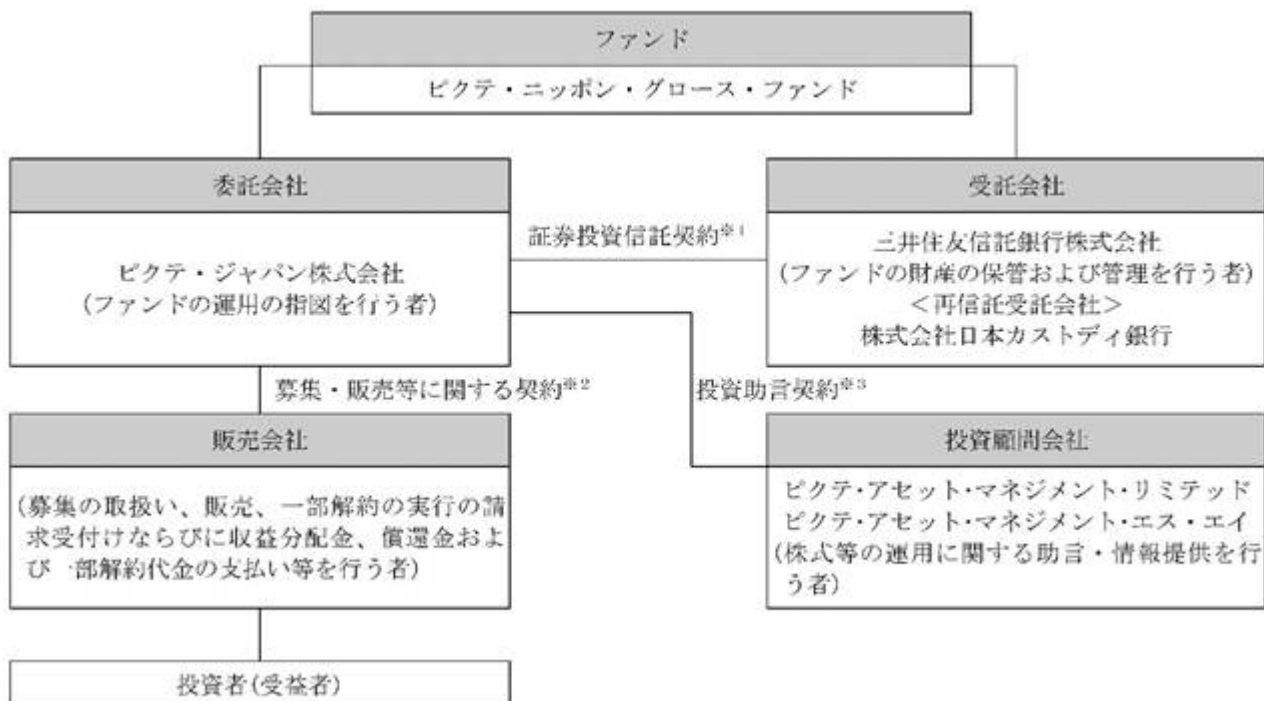 ファンド
ピクテ・ニッポン・グロース・ファンド
委託会社
ピクテ・ジャパン株式会社
(ファンドの運用の指図を行う者)
証券投資信託契約※1
受託会社
三井住友信託銀行株式会社
(ファンドの財産の保管および管理を行う者)
<再信託受託会社>
株式会社日本カストディ銀行
募集・販売等に関する契約※2
投資助言契約※3
販売会社
(募集の取扱い、販売、一部解約の実行の請
求受付けならびに収益分配金、償還金およ
び一部解約代金の支払い等を行う者)
投資顧問会社
ピクテ・アセット・マネジメント・リミテッド
ピクテ・アセット・マネジメント・エス・エイ
(株式等の運用に関する助言・情報提供を行
う者)
投資者(受益者)